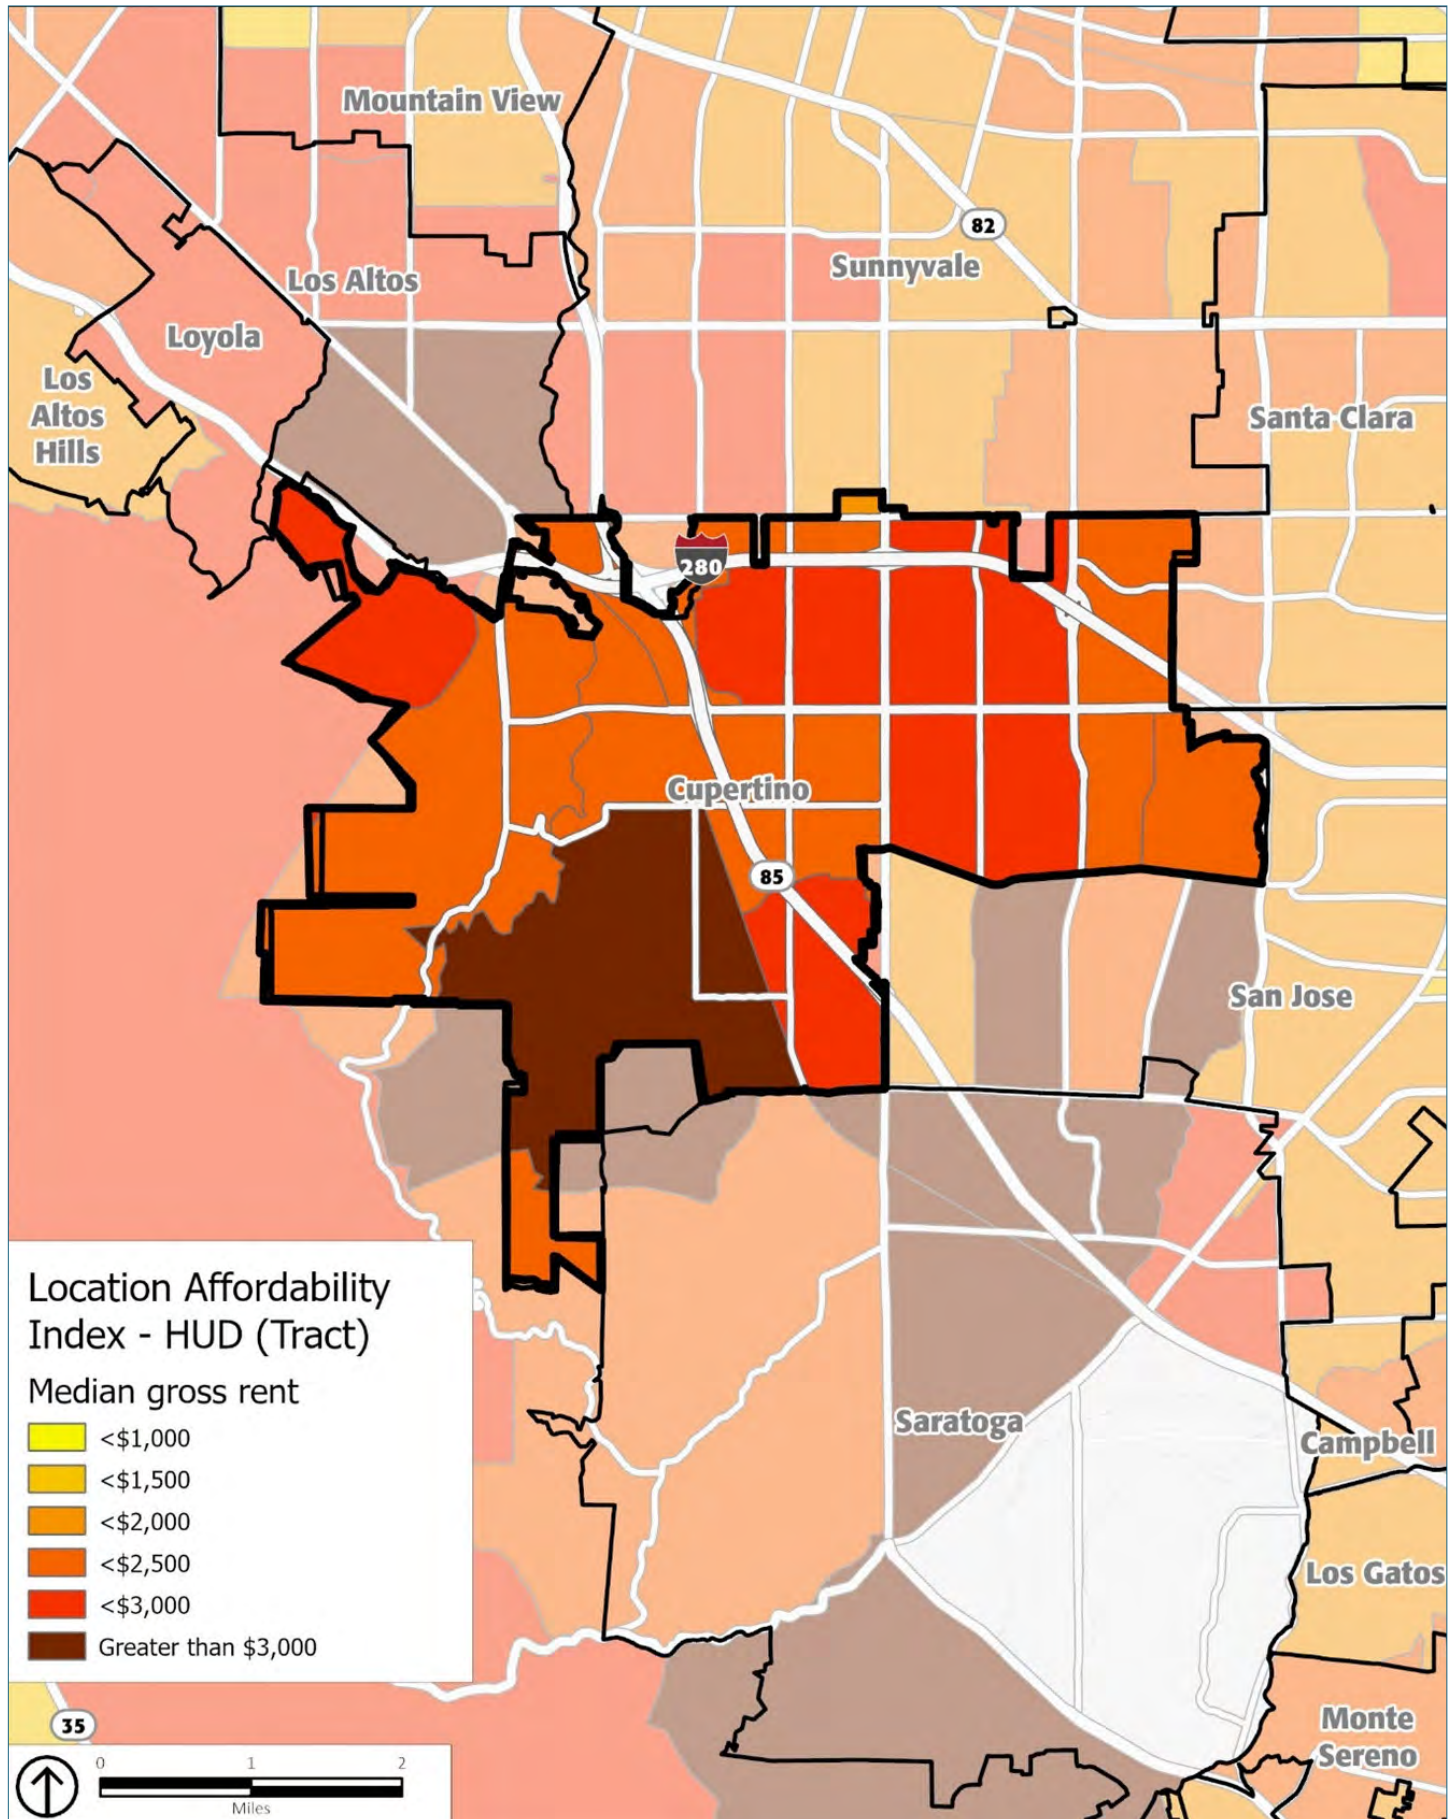 Mountain View
82
Sunnyvale
Los Altos
Loyola
Los
Altos
Hills
Santa Clara
280
Cupertino
85
San Jose
Location Affordability
Index - HUD (Tract)
Median gross rent
<$1,000
<$1,500
<$2,000
<$2,500
<$3,000
Greater than $3,000
Saratoga
Campbell
Los Gatos
Monte
Sereno
35
0 1 2
Miles